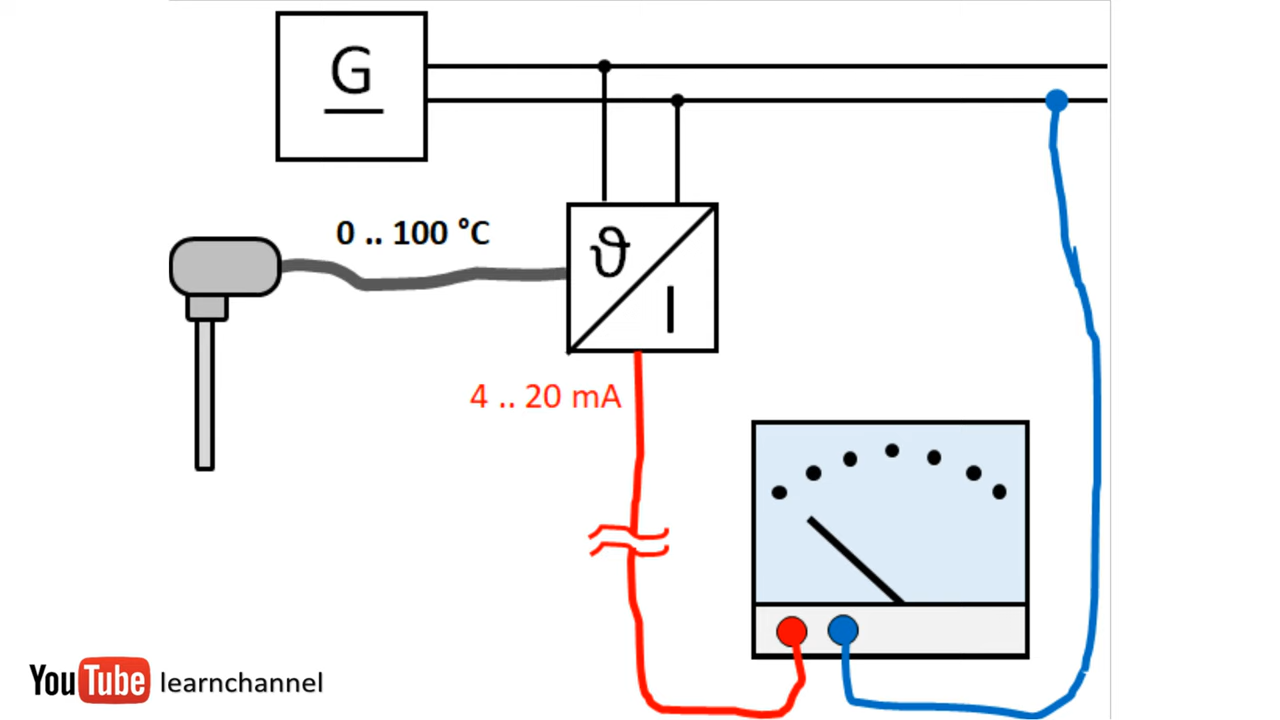 G
0 .. 100 °C
ϑ
I
4 .. 20 mA
YouTube learnchannel